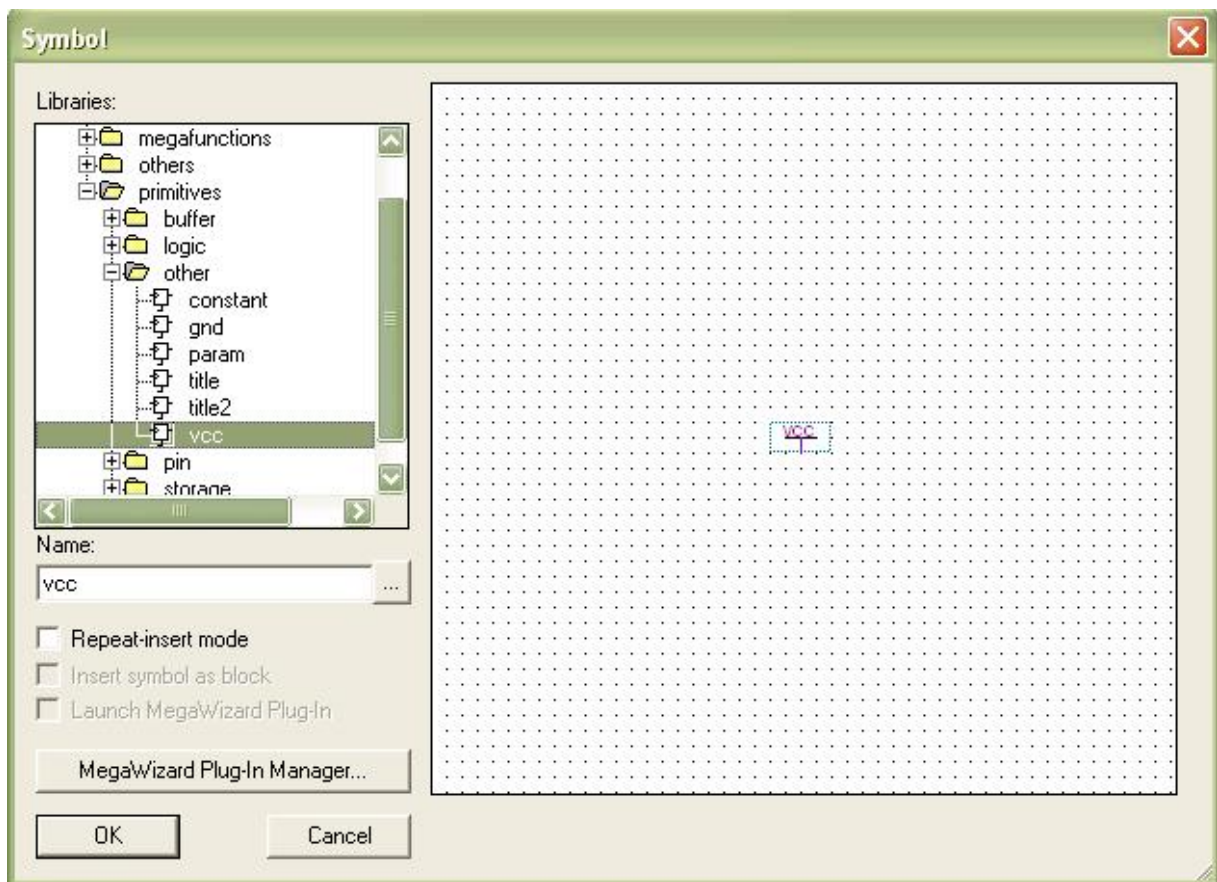 Symbol
Libraries:
megafunctions
others
primitives
buffer
logic
other
constant
gnd
param
title
title2
vcc
pin
storage
Name:
vcc
...
Repeat-insert mode
Insert symbol as block
Launch MegaWizard Plug-In
MegaWizard Plug-In Manager...
OK
Cancel
VCC